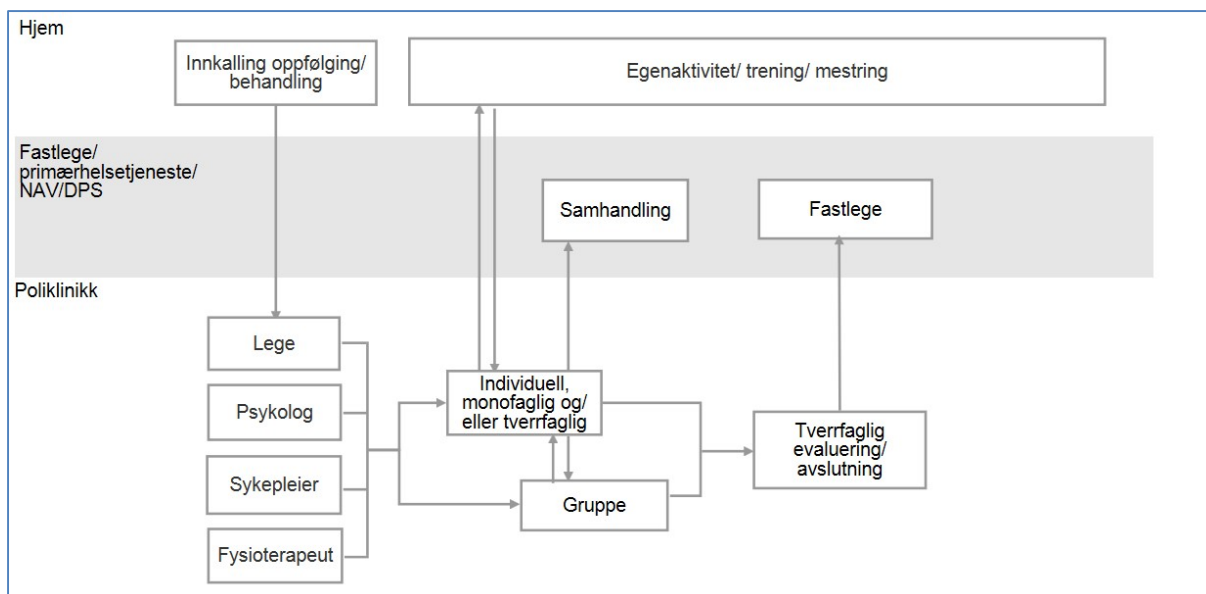 Hjem
Innkalling oppfølging/
behandling
Egenaktivitet/ trening/ mestring
Fastlege/
primærhelsetjeneste/
NAV/DPS
Samhandling
Fastlege
Poliklinikk
Lege
Psykolog
Sykepleier
Fysioterapeut
Individuell,
monofaglig og/
eller tverrfaglig
Gruppe
Tverrfaglig
evaluering/
avslutning